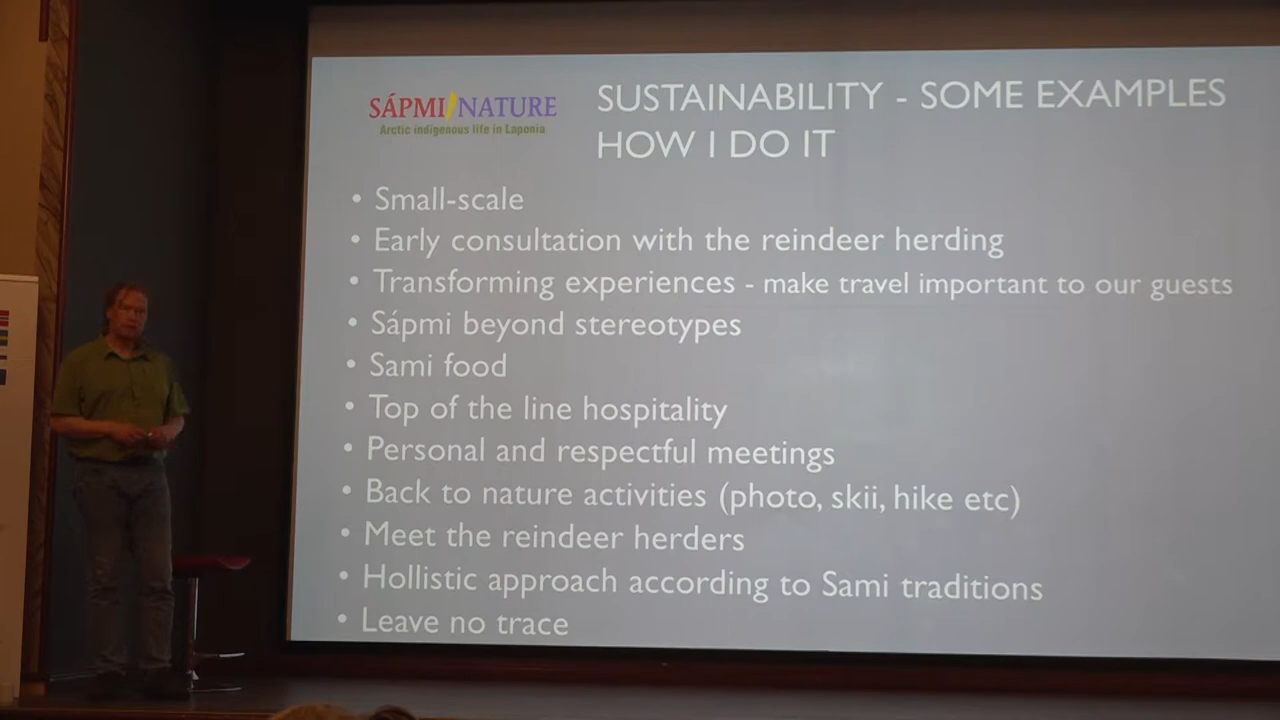 SÁPMI NATURE
Arctic indigenous life in Laponia
SUSTAINABILITY - SOME EXAMPLES
HOW I DO IT
• Small-scale
• Early consultation with the reindeer herding
• Transforming experiences - make travel important to our guests
• Sápmi beyond stereotypes
• Sami food
• Top of the line hospitality
• Personal and respectful meetings
• Back to nature activities (photo, skii, hike etc)
• Meet the reindeer herders
• Hollistic approach according to Sami traditions
• Leave no trace